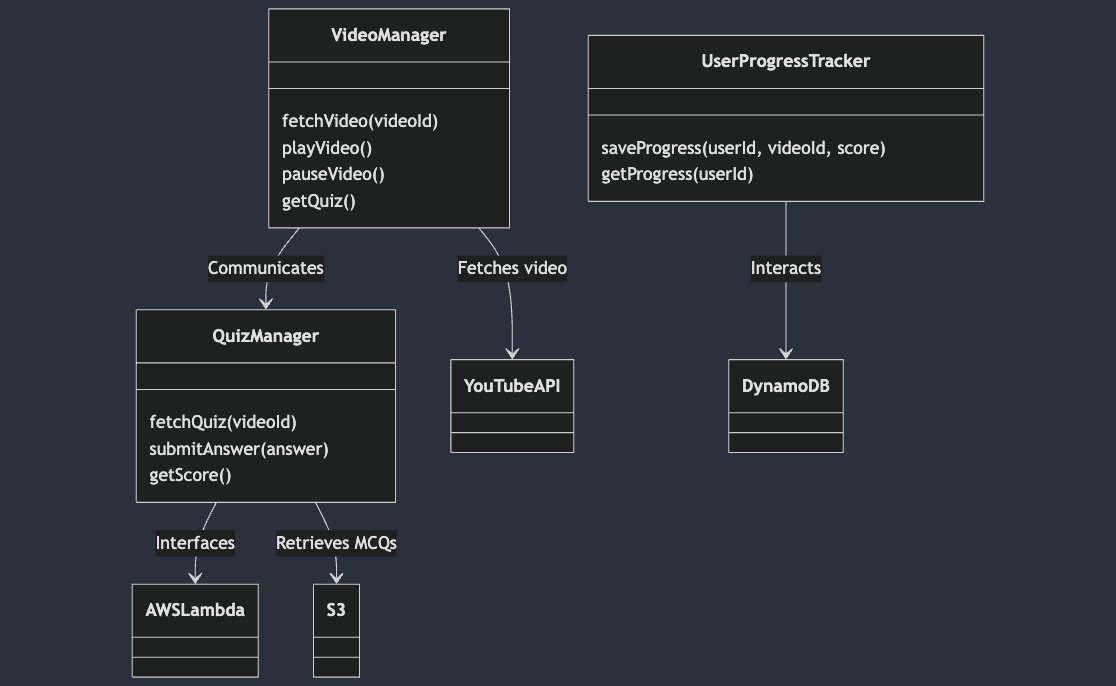 VideoManager
fetchVideo(videoId)
playVideo()
pauseVideo()
getQuiz()
UserProgressTracker
saveProgress(userId, videoId, score)
getProgress(userId)
Communicates
Fetches video
Interacts
QuizManager
fetchQuiz(videoId)
submitAnswer(answer)
getScore()
YouTubeAPI
DynamoDB
Interfaces
Retrieves MCQs
AWSLambda
S3